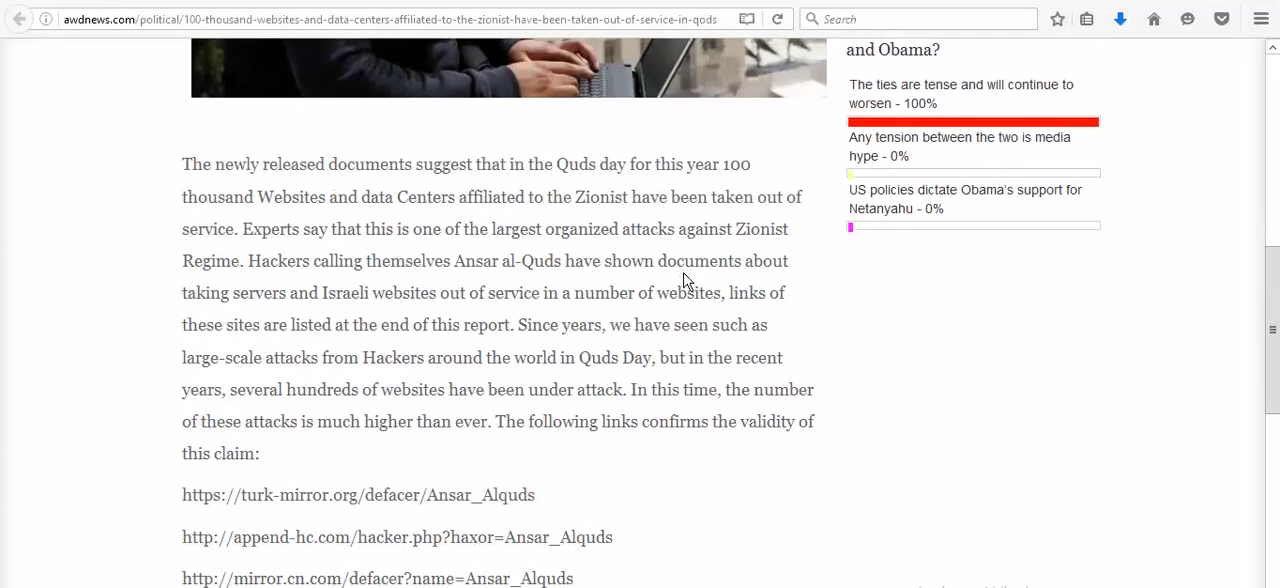 awdnews.com/political/100-thousand-websites-and-data-centers-affiliated-to-the-zionist-have-been-taken-out-of-service-in-qods
Search
The newly released documents suggest that in the Quds day for this year 100
thousand Websites and data Centers affiliated to the Zionist have been taken out of
service. Experts say that this is one of the largest organized attacks against Zionist
Regime. Hackers calling themselves Ansar al-Quds have shown documents about
taking servers and Israeli websites out of service in a number of websites, links of
these sites are listed at the end of this report. Since years, we have seen such as
large-scale attacks from Hackers around the world in Quds Day, but in the recent
years, several hundreds of websites have been under attack. In this time, the number
of these attacks is much higher than ever. The following links confirms the validity of
this claim:
https://turk-mirror.org/defacer/Ansar_Alquds
http://append-hc.com/hacker.php?haxor=Ansar_Alquds
http://mirror.cn.com/defacer?name=Ansar_Alquds
and Obama?
The ties are tense and will continue to
worsen - 100%
Any tension between the two is media
hype - 0%
US policies dictate Obama's support for
Netanyahu - 0%